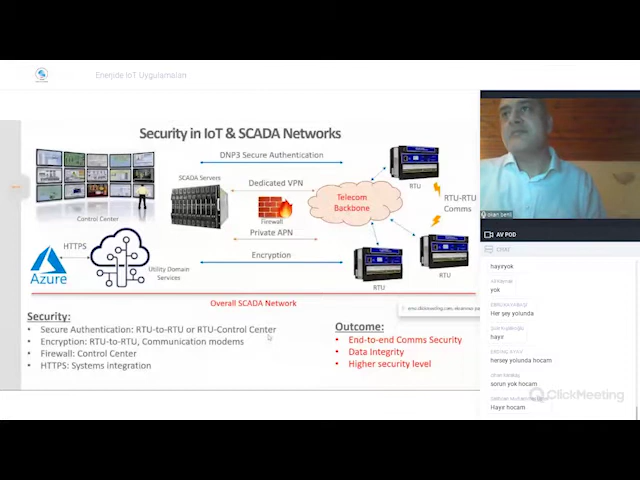 Enerjide IoT Uygulamaları
Security in IoT & SCADA Networks
DNP3 Secure Authentication
SCADA Servers
Dedicated VPN
Firewall
Telecom
Backbone
RTU
RTU-RTU
Comms
Control Center
Private APN
HTTPS
Azure
Utility Domain
Services
Encryption
RTU
RTU
Overall SCADA Network
Security:
• Secure Authentication: RTU-to-RTU or RTU-Control Center
• Encryption: RTU-to-RTU, Communication modems
• Firewall: Control Center
• HTTPS: Systems integration
Outcome:
• End-to-end Comms Security
• Data Integrity
• Higher security level
AV POD
CHAT
hayıryok
yok
Her şey yolunda
hayır
hersey yolunda hocam
sorun yok hocam
Hayır hocam
ClickMeeting